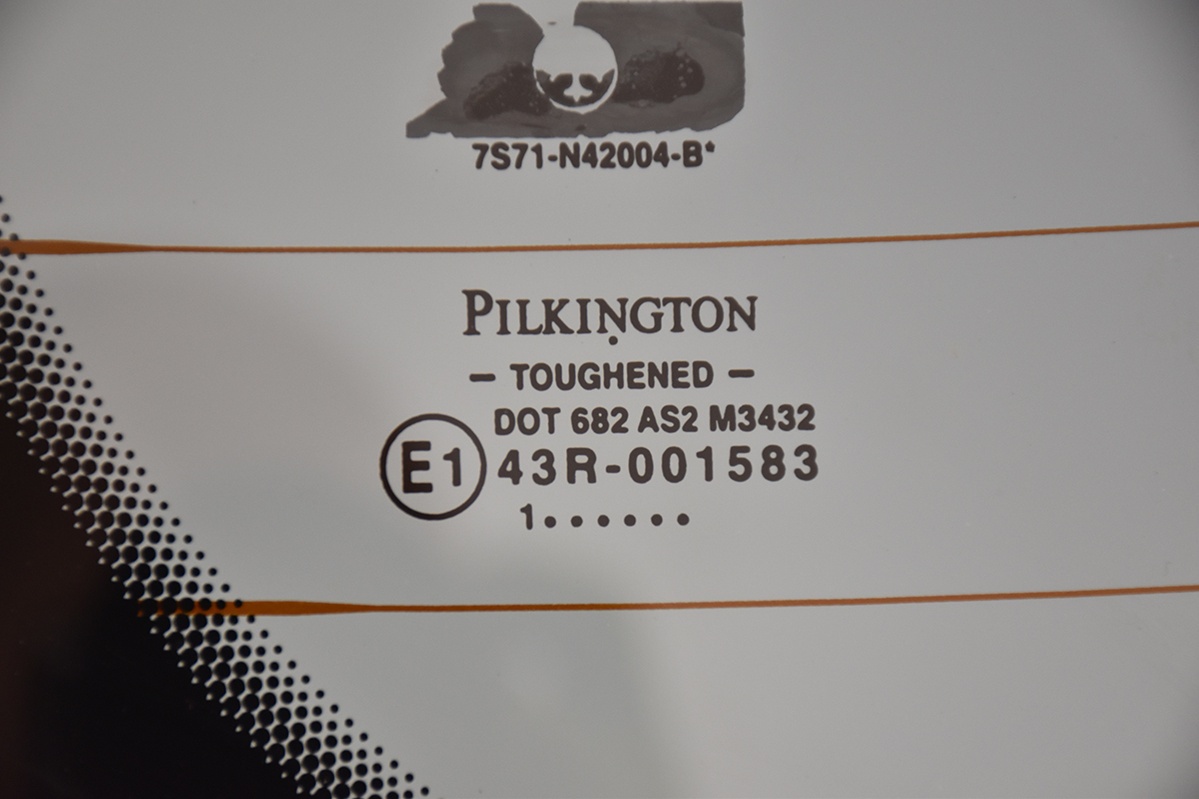 7S71-N42004-B*
PILKINGTON
– TOUGHENED –
DOT 682 AS2 M3432
E1 43R-001583
1••••••